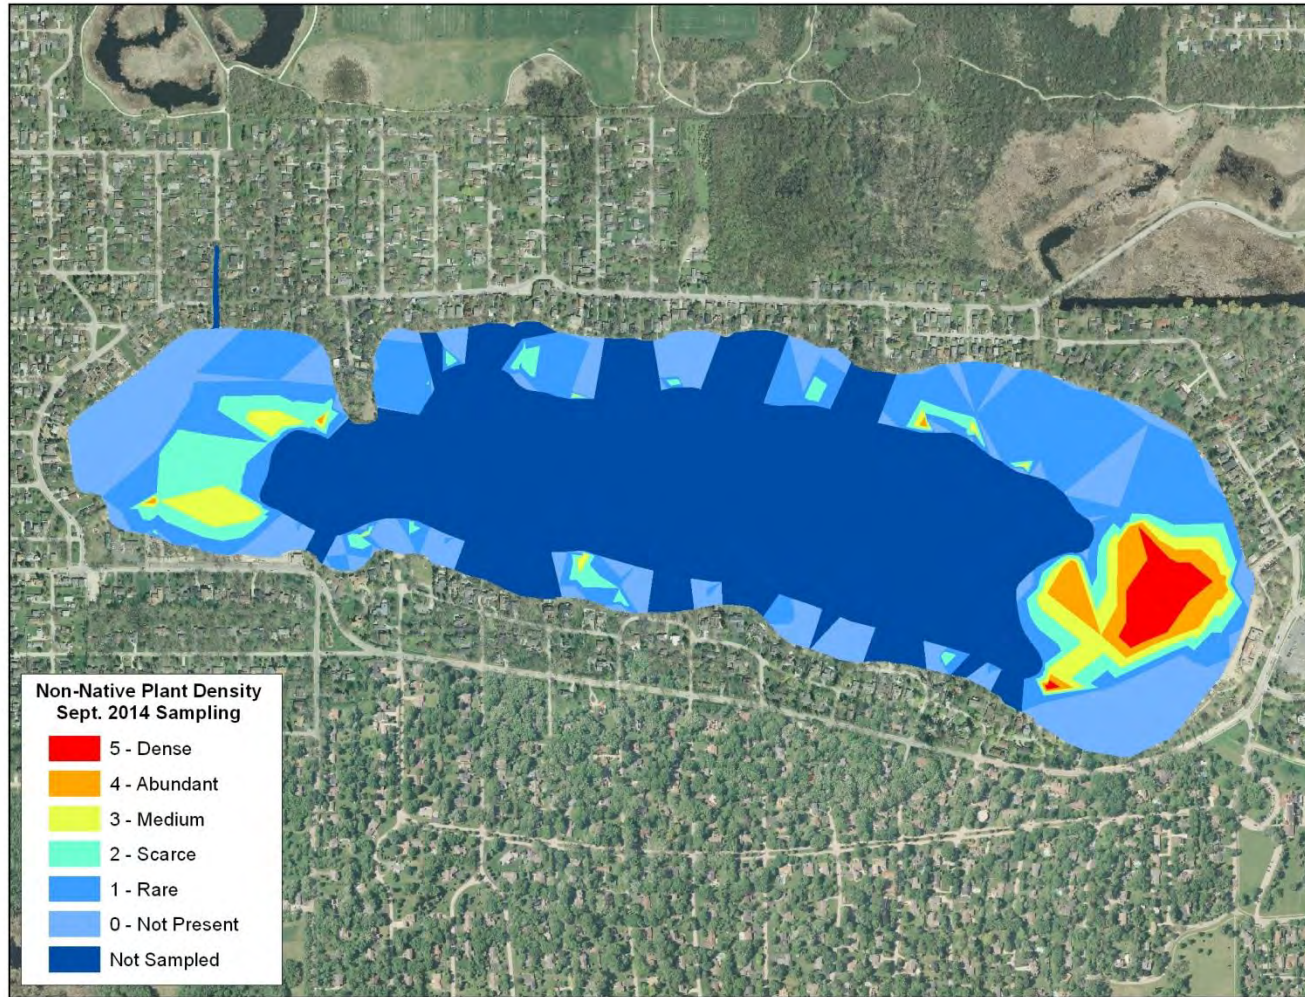 Non-Native Plant Density
Sept. 2014 Sampling
5 - Dense
4 - Abundant
3 - Medium
2 - Scarce
1 - Rare
0 - Not Present
Not Sampled